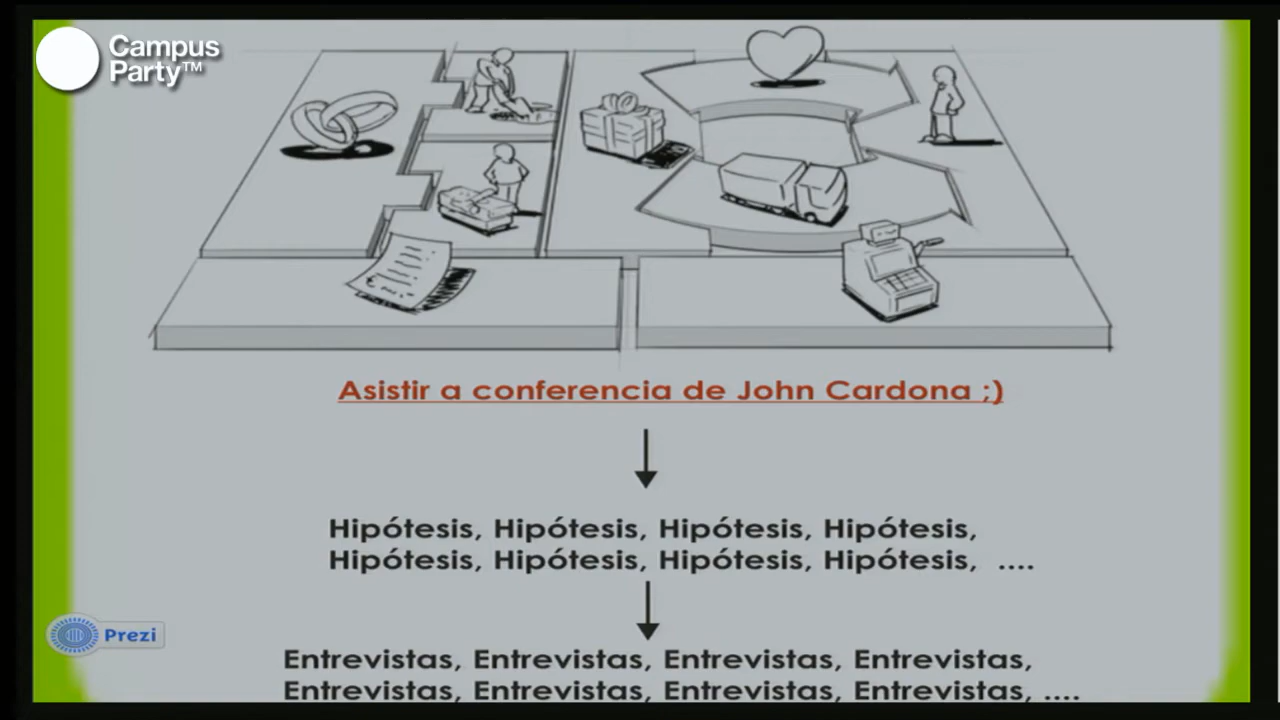 Campus
Party™
Asistir a conferencia de John Cardona ;)
Hipótesis, Hipótesis, Hipótesis, Hipótesis,
Hipótesis, Hipótesis, Hipótesis, Hipótesis, ....
Prezi
Entrevistas, Entrevistas, Entrevistas, Entrevistas,
Entrevistas, Entrevistas, Entrevistas, Entrevistas, ....